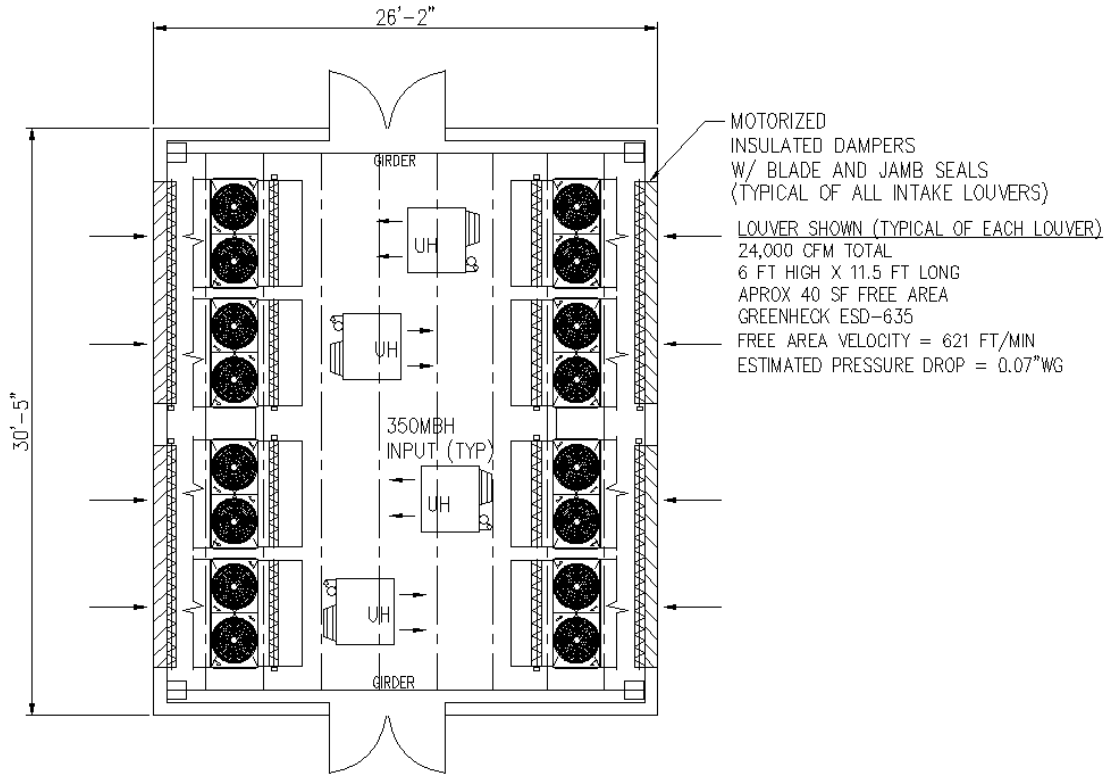 26'-2"
MOTORIZED
INSULATED DAMPERS
W/ BLADE AND JAMB SEALS
(TYPICAL OF ALL INTAKE LOUVERS)
LOUVER SHOWN (TYPICAL OF EACH LOUVER)
24,000 CFM TOTAL
6 FT HIGH X 11.5 FT LONG
APROX 40 SF FREE AREA
GREENHECK ESD-635
FREE AREA VELOCITY = 621 FT/MIN
ESTIMATED PRESSURE DROP = 0.07"WG
GIRDER
UH
UH
30'-5"
350MBH
INPUT (TYP)
UH
UH
GIRDER